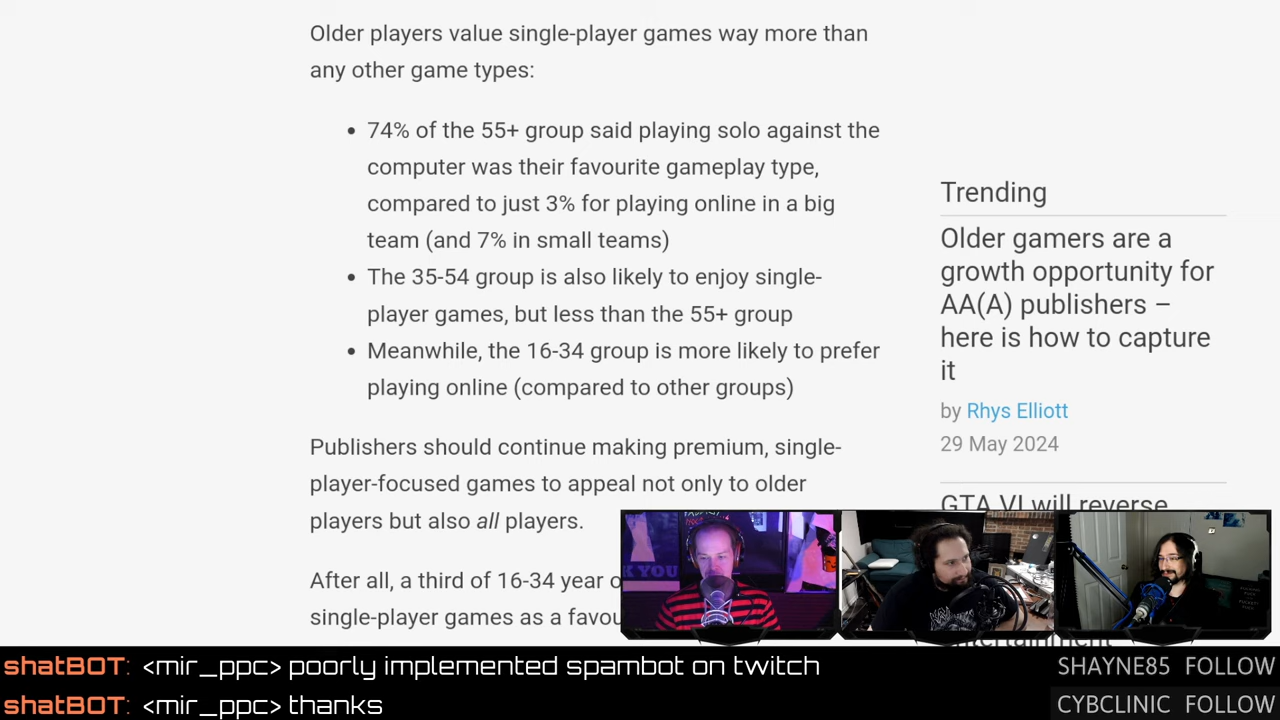 Older players value single-player games way more than
any other game types:
• 74% of the 55+ group said playing solo against the
computer was their favourite gameplay type,
compared to just 3% for playing online in a big
team (and 7% in small teams)
• The 35-54 group is also likely to enjoy single-
player games, but less than the 55+ group
• Meanwhile, the 16-34 group is more likely to prefer
playing online (compared to other groups)
Publishers should continue making premium, single-
player-focused games to appeal not only to older
players but also all players.
After all, a third of 16-34 year
single-player games as a
Trending
Older gamers are a
growth opportunity for
AA(A) publishers –
here is how to capture
it
by Rhys Elliott
29 May 2024
GTA VI will reverse
entertainment
K YOU
shatBOT: <mir_ppc> poorly implemented spambot on twitch
shatBOT: <mir_ppc> thanks
SHAYNE85 FOLLOW
CYBCLINIC FOLLOW